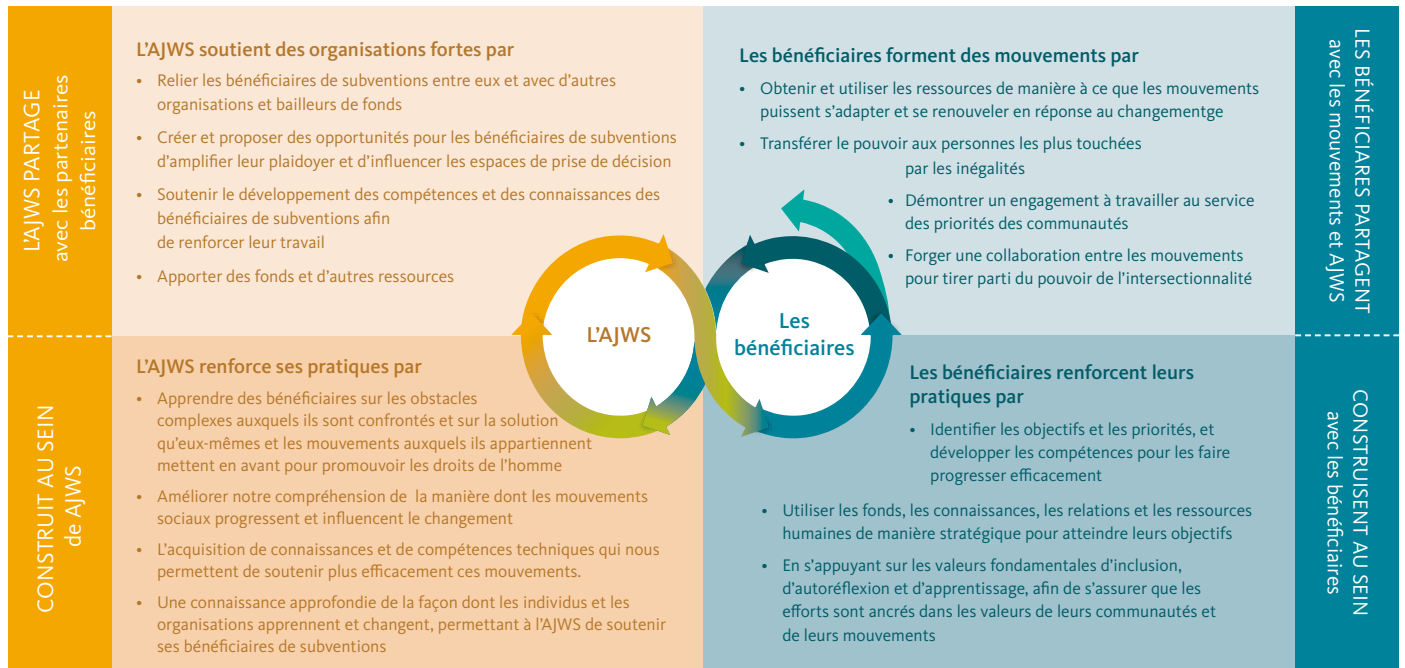 L'AJWS PARTAGE
avec les partenaires
bénéficiaires
L'AJWS soutient des organisations fortes par
• Relier les bénéficiaires de subventions entre eux et avec d'autres
organisations et bailleurs de fonds
• Créer et proposer des opportunités pour les bénéficiaires de subventions
d'amplifier leur plaidoyer et d'influencer les espaces de prise de décision
• Soutenir le développement des compétences et des connaissances des
bénéficiaires de subventions afin
de renforcer leur travail
• Apporter des fonds et d'autres ressources
Les bénéficiaires forment des mouvements par
• Obtenir et utiliser les ressources de manière à ce que les mouvements
puissent s'adapter et se renouveler en réponse au changementge
• Transférer le pouvoir aux personnes les plus touchées
par les inégalités
• Démontrer un engagement à travailler au service
des priorités des communautés
• Forger une collaboration entre les mouvements
pour tirer parti du pouvoir de l'intersectionnalité
LES BÉNÉFICIARES PARTAGENT
avec les mouvements et AJWS
L'AJWS
Les
bénéficiaires
CONSTRUIT AU SEIN
de AJWS
L'AJWS renforce ses pratiques par
• Apprendre des bénéficiaires sur les obstacles
complexes auxquels ils sont confrontés et sur la solution
qu'eux-mêmes et les mouvements auxquels ils appartiennent
mettent en avant pour promouvoir les droits de l'homme
• Améliorer notre compréhension de la manière dont les mouvements
sociaux progressent et influencent le changement
• L'acquisition de connaissances et de compétences techniques qui nous
permettent de soutenir plus efficacement ces mouvements.
• Une connaissance approfondie de la façon dont les individus et les
organisations apprennent et changent, permettant à l'AJWS de soutenir
ses bénéficiaires de subventions
Les bénéficiaires renforcent leurs
pratiques par
• Identifier les objectifs et les priorités, et
développer les compétences pour les faire
progresser efficacement
• Utiliser les fonds, les connaissances, les relations et les ressources
humaines de manière stratégique pour atteindre leurs objectifs
• En s'appuyant sur les valeurs fondamentales d'inclusion,
d'autoréflexion et d'apprentissage, afin de s'assurer que les
efforts sont ancrés dans les valeurs de leurs communautés et
de leurs mouvements
CONSTRUISENT AU SEIN
avec les bénéficiaires